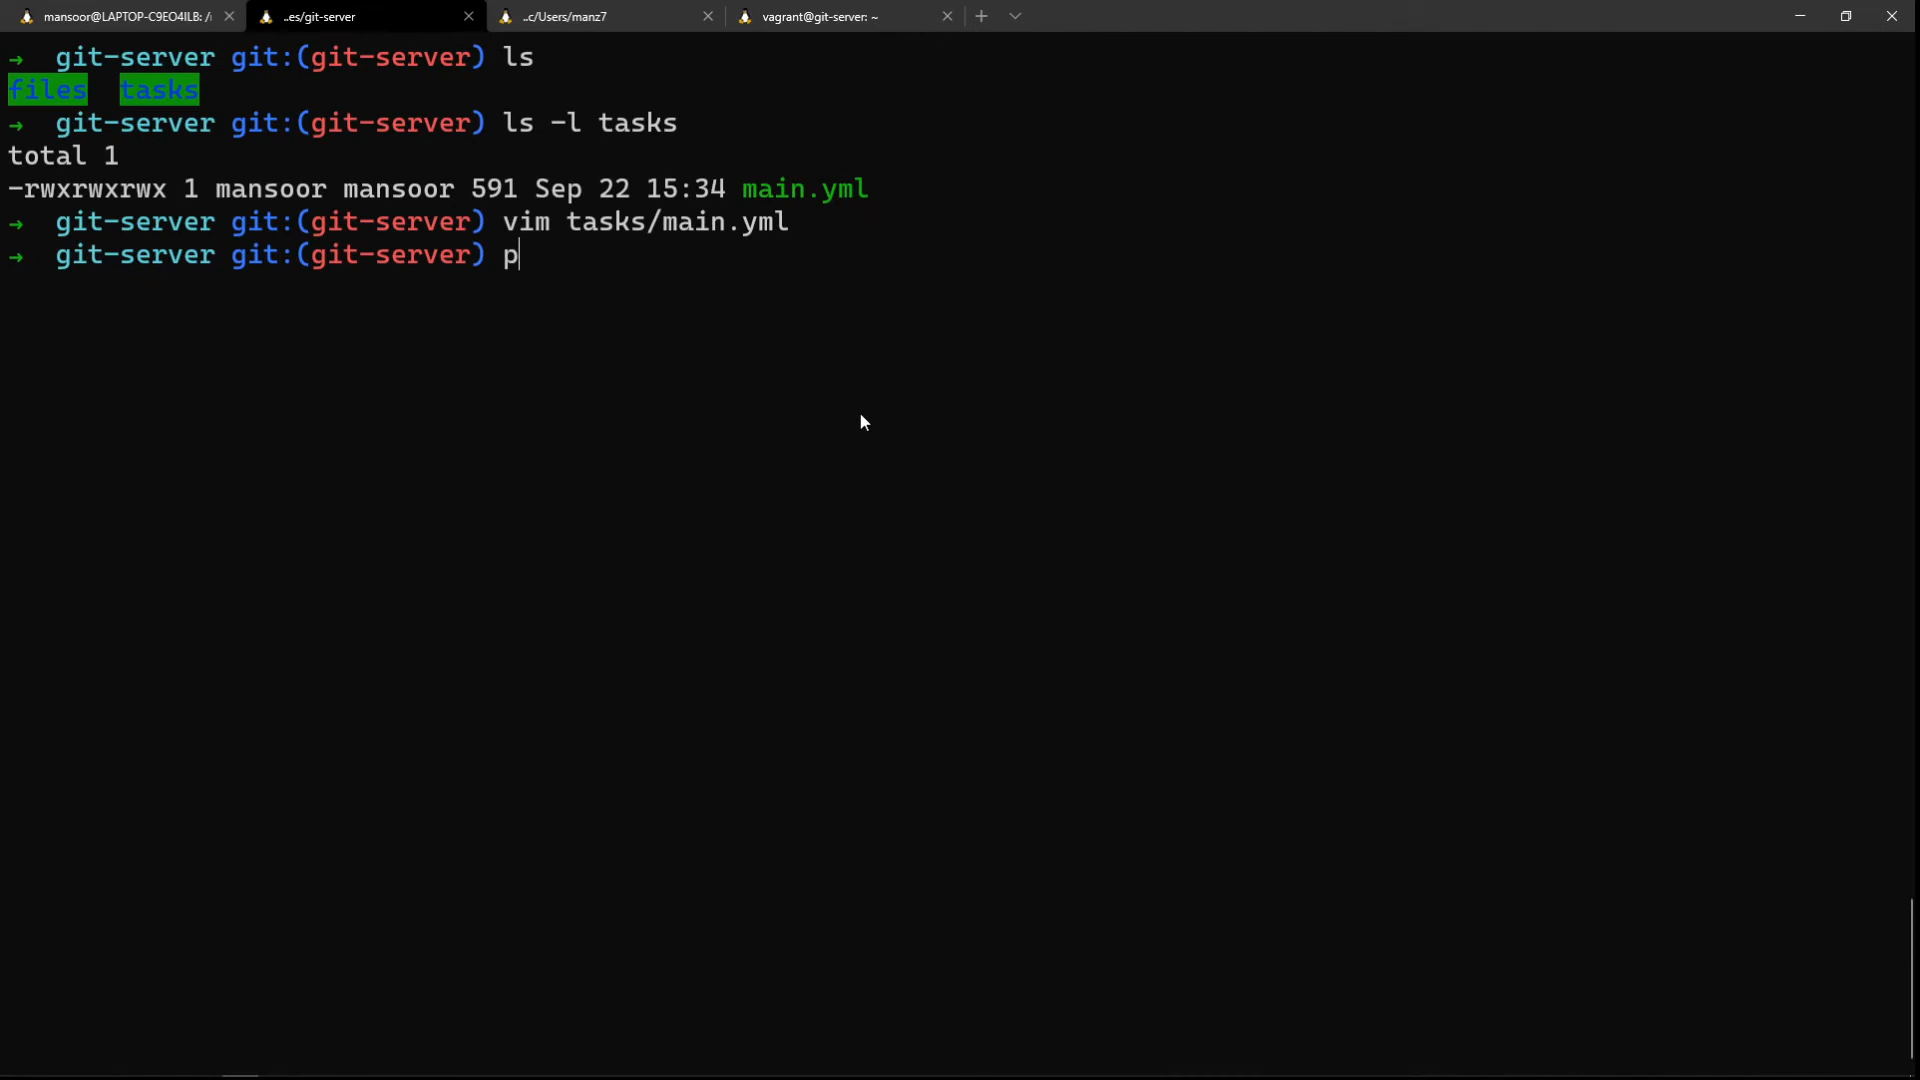 mansoor@LAPTOP-C9EO4ILB: /ı ..es/git-server ..c/Users/manz7 vagrant@git-server: ~
→ git-server git:(git-server) ls
files tasks
→ git-server git:(git-server) ls -l tasks
total 1
-rwxrwxrwx 1 mansoor mansoor 591 Sep 22 15:34 main.yml
→ git-server git:(git-server) vim tasks/main.yml
→ git-server git:(git-server) p